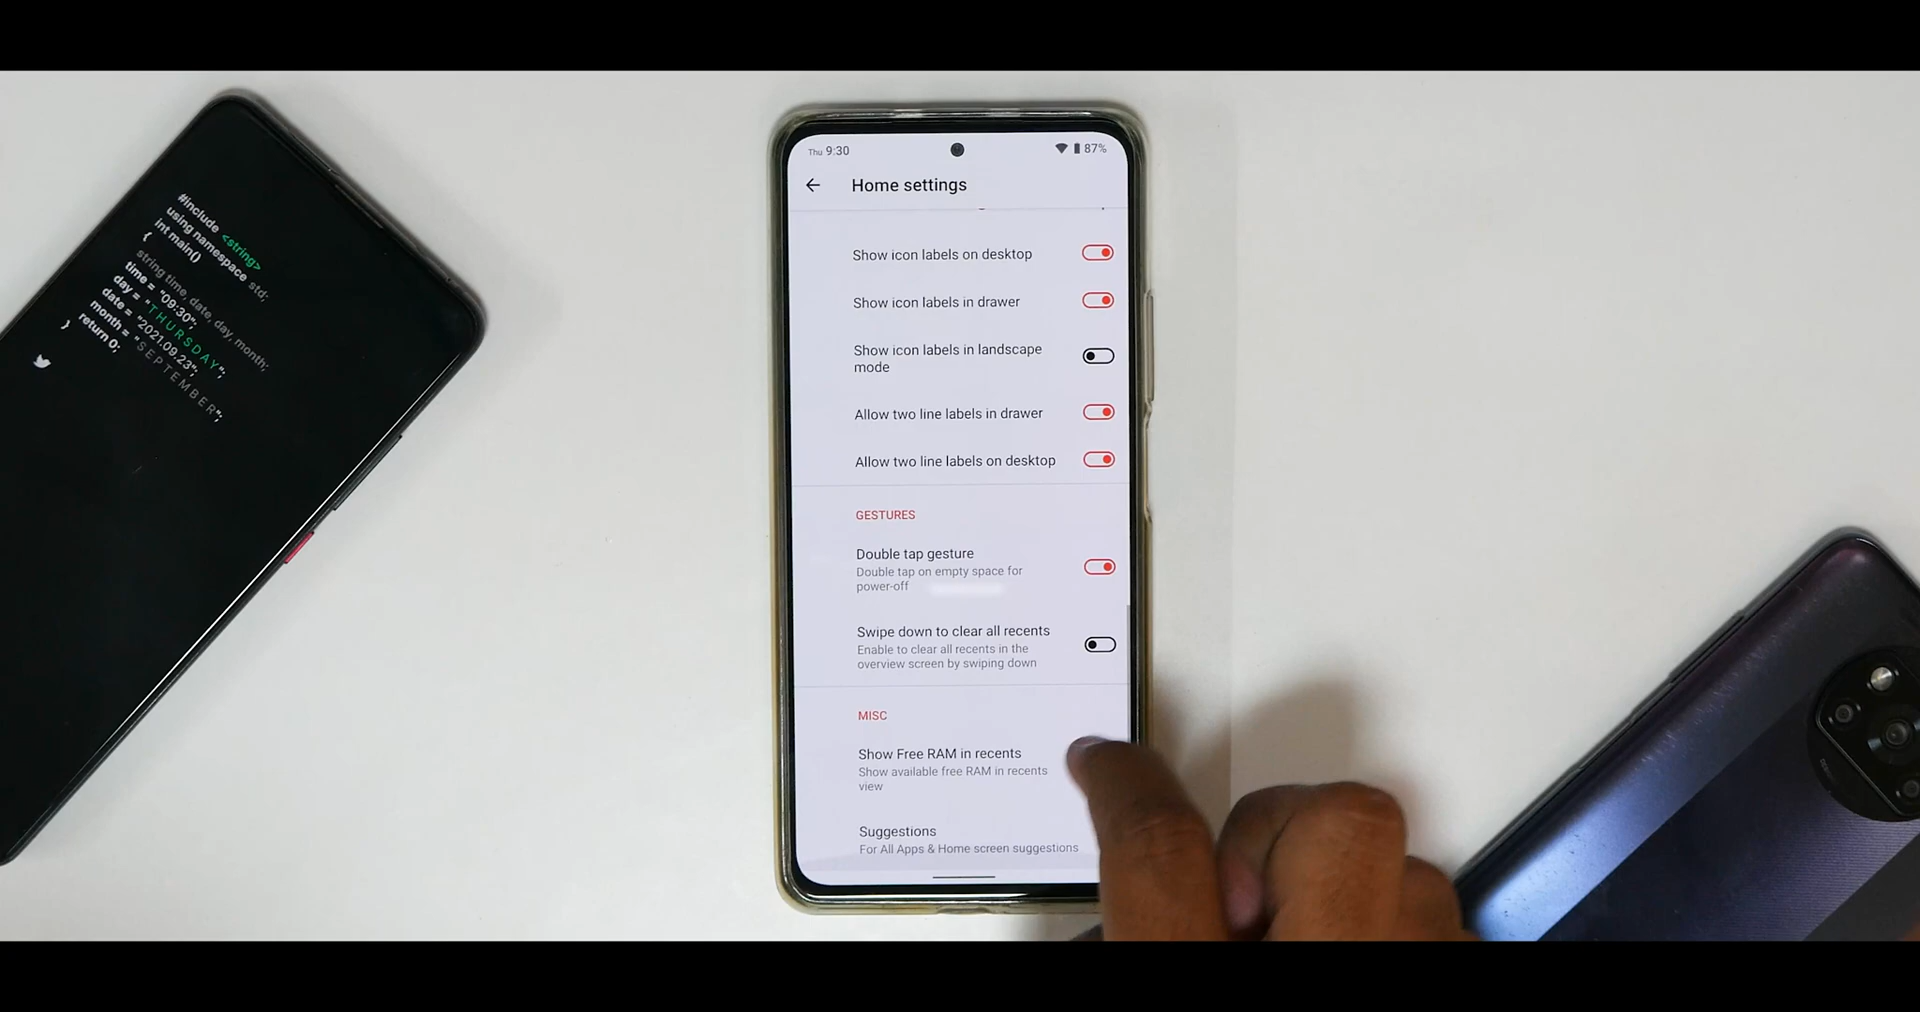 #include <string>
using namespace std;
int main()
{
string time, date, day, month;
time = "09:30";
day = "THURSDAY";
date = "2021.09.23";
month = "SEPTEMBER";
return 0;
}
Thu 9:30
87%
Home settings
Show icon labels on desktop
Show icon labels in drawer
Show icon labels in landscape
mode
Allow two line labels in drawer
Allow two line labels on desktop
GESTURES
Double tap gesture
Double tap on empty space for
power-off
Swipe down to clear all recents
Enable to clear all recents in the
overview screen by swiping down
MISC
Show Free RAM in recents
Show available free RAM in recents
view
Suggestions
For All Apps & Home screen suggestions